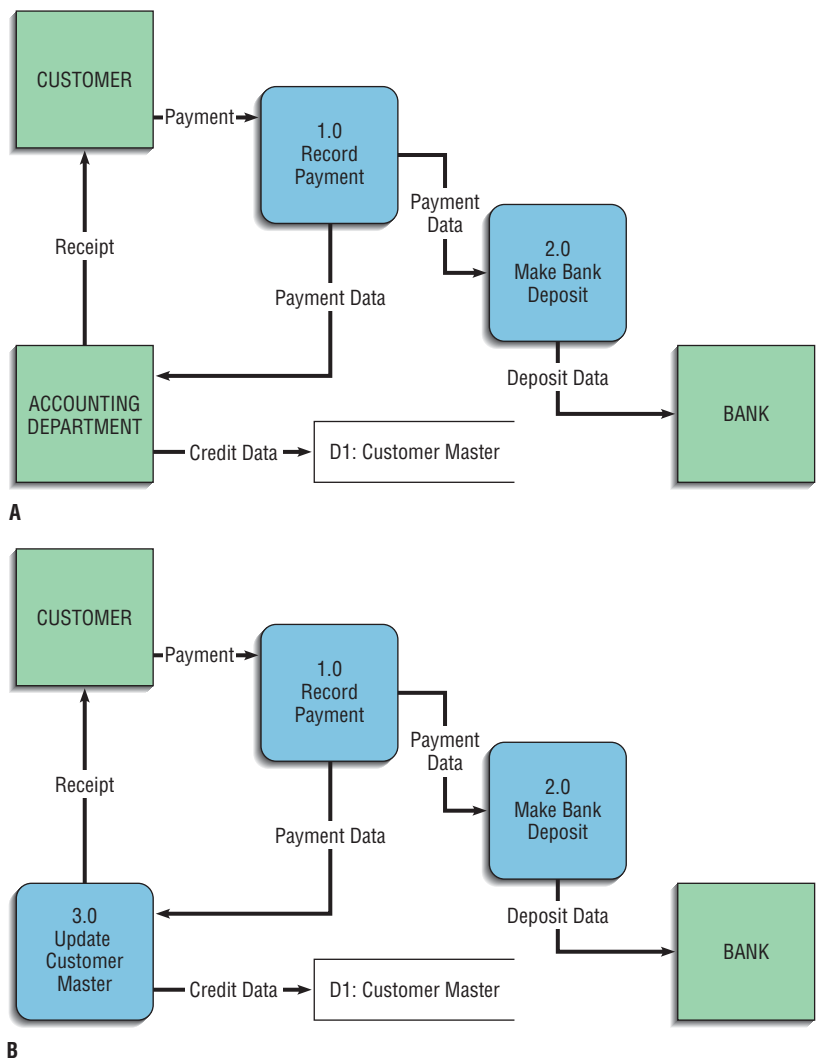 CUSTOMER
Payment
1.0
Record
Payment
Payment
Data
2.0
Make Bank
Deposit
Receipt
Payment Data
Deposit Data
ACCOUNTING
DEPARTMENT
Credit Data
D1: Customer Master
BANK
A
CUSTOMER
Payment
1.0
Record
Payment
Payment
Data
2.0
Make Bank
Deposit
Receipt
Payment Data
Deposit Data
3.0
Update
Customer
Master
Credit Data
D1: Customer Master
BANK
B